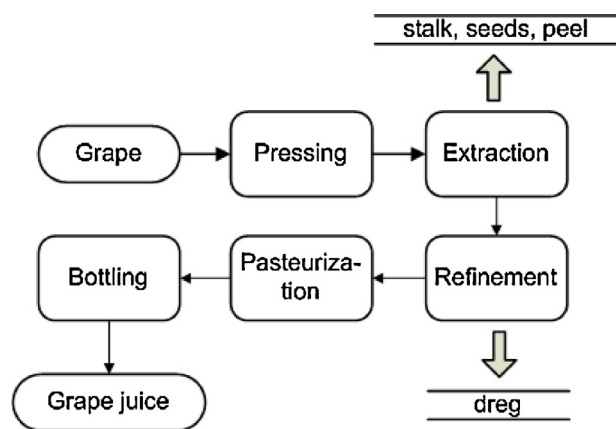 stalk, seeds, peel
Grape
Pressing
Extraction
Refinement
Pasteuriza-
tion
Bottling
Grape juice
dreg